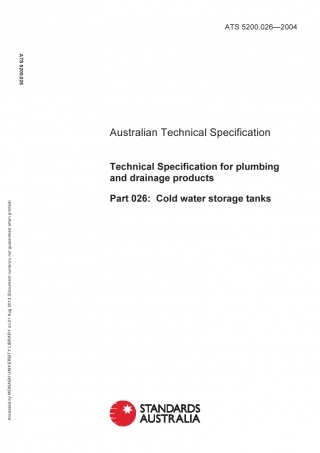 ATS 5200.026—2004
ATS 5200.026
Australian Technical Specification
Technical Specification for plumbing
and drainage products
Part 026: Cold water storage tanks
Accessed by MONASH UNIVERSITY LIBRARY on 21 Aug 2013 (Document currency not guaranteed when printed)
STANDARDS
AUSTRALIA